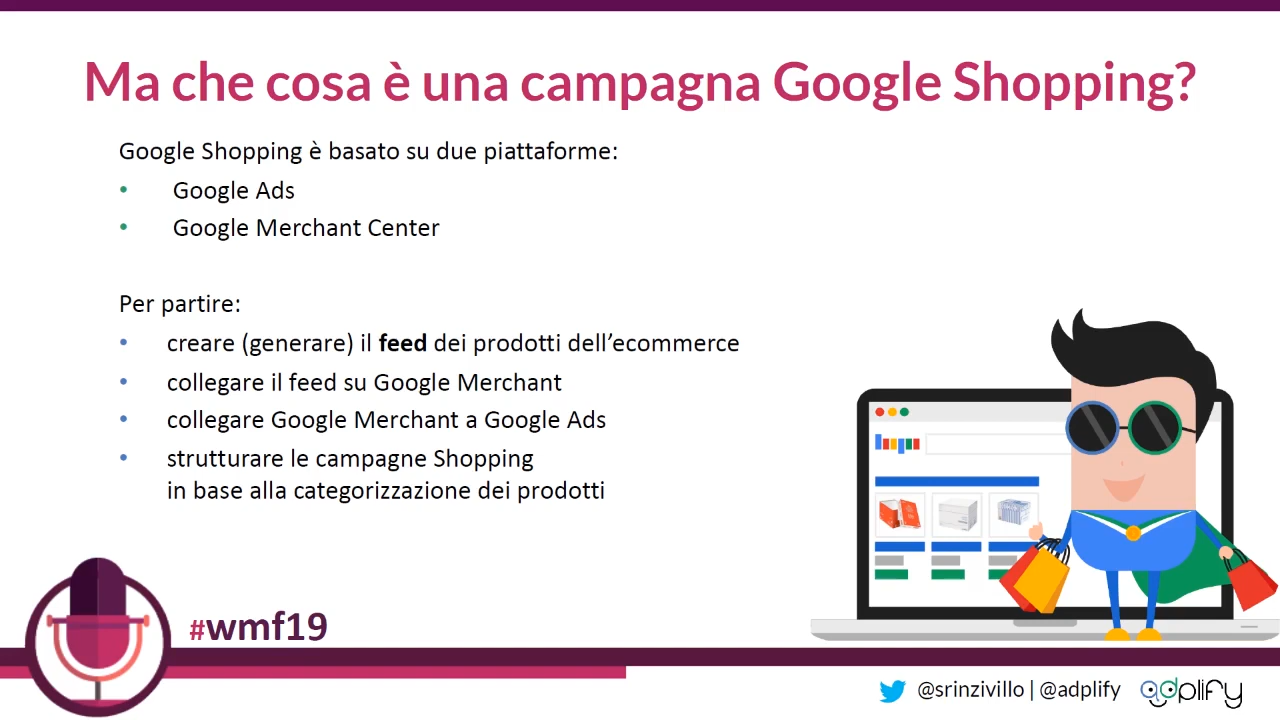 Ma che cosa è una campagna Google Shopping?
Google Shopping è basato su due piattaforme:
• Google Ads
• Google Merchant Center
Per partire:
• creare (generare) il feed dei prodotti dell’ecommerce
• collegare il feed su Google Merchant
• collegare Google Merchant a Google Ads
• strutturare le campagne Shopping
in base alla categorizzazione dei prodotti
#wmf19
@srinzivillo | @adplify
adplify